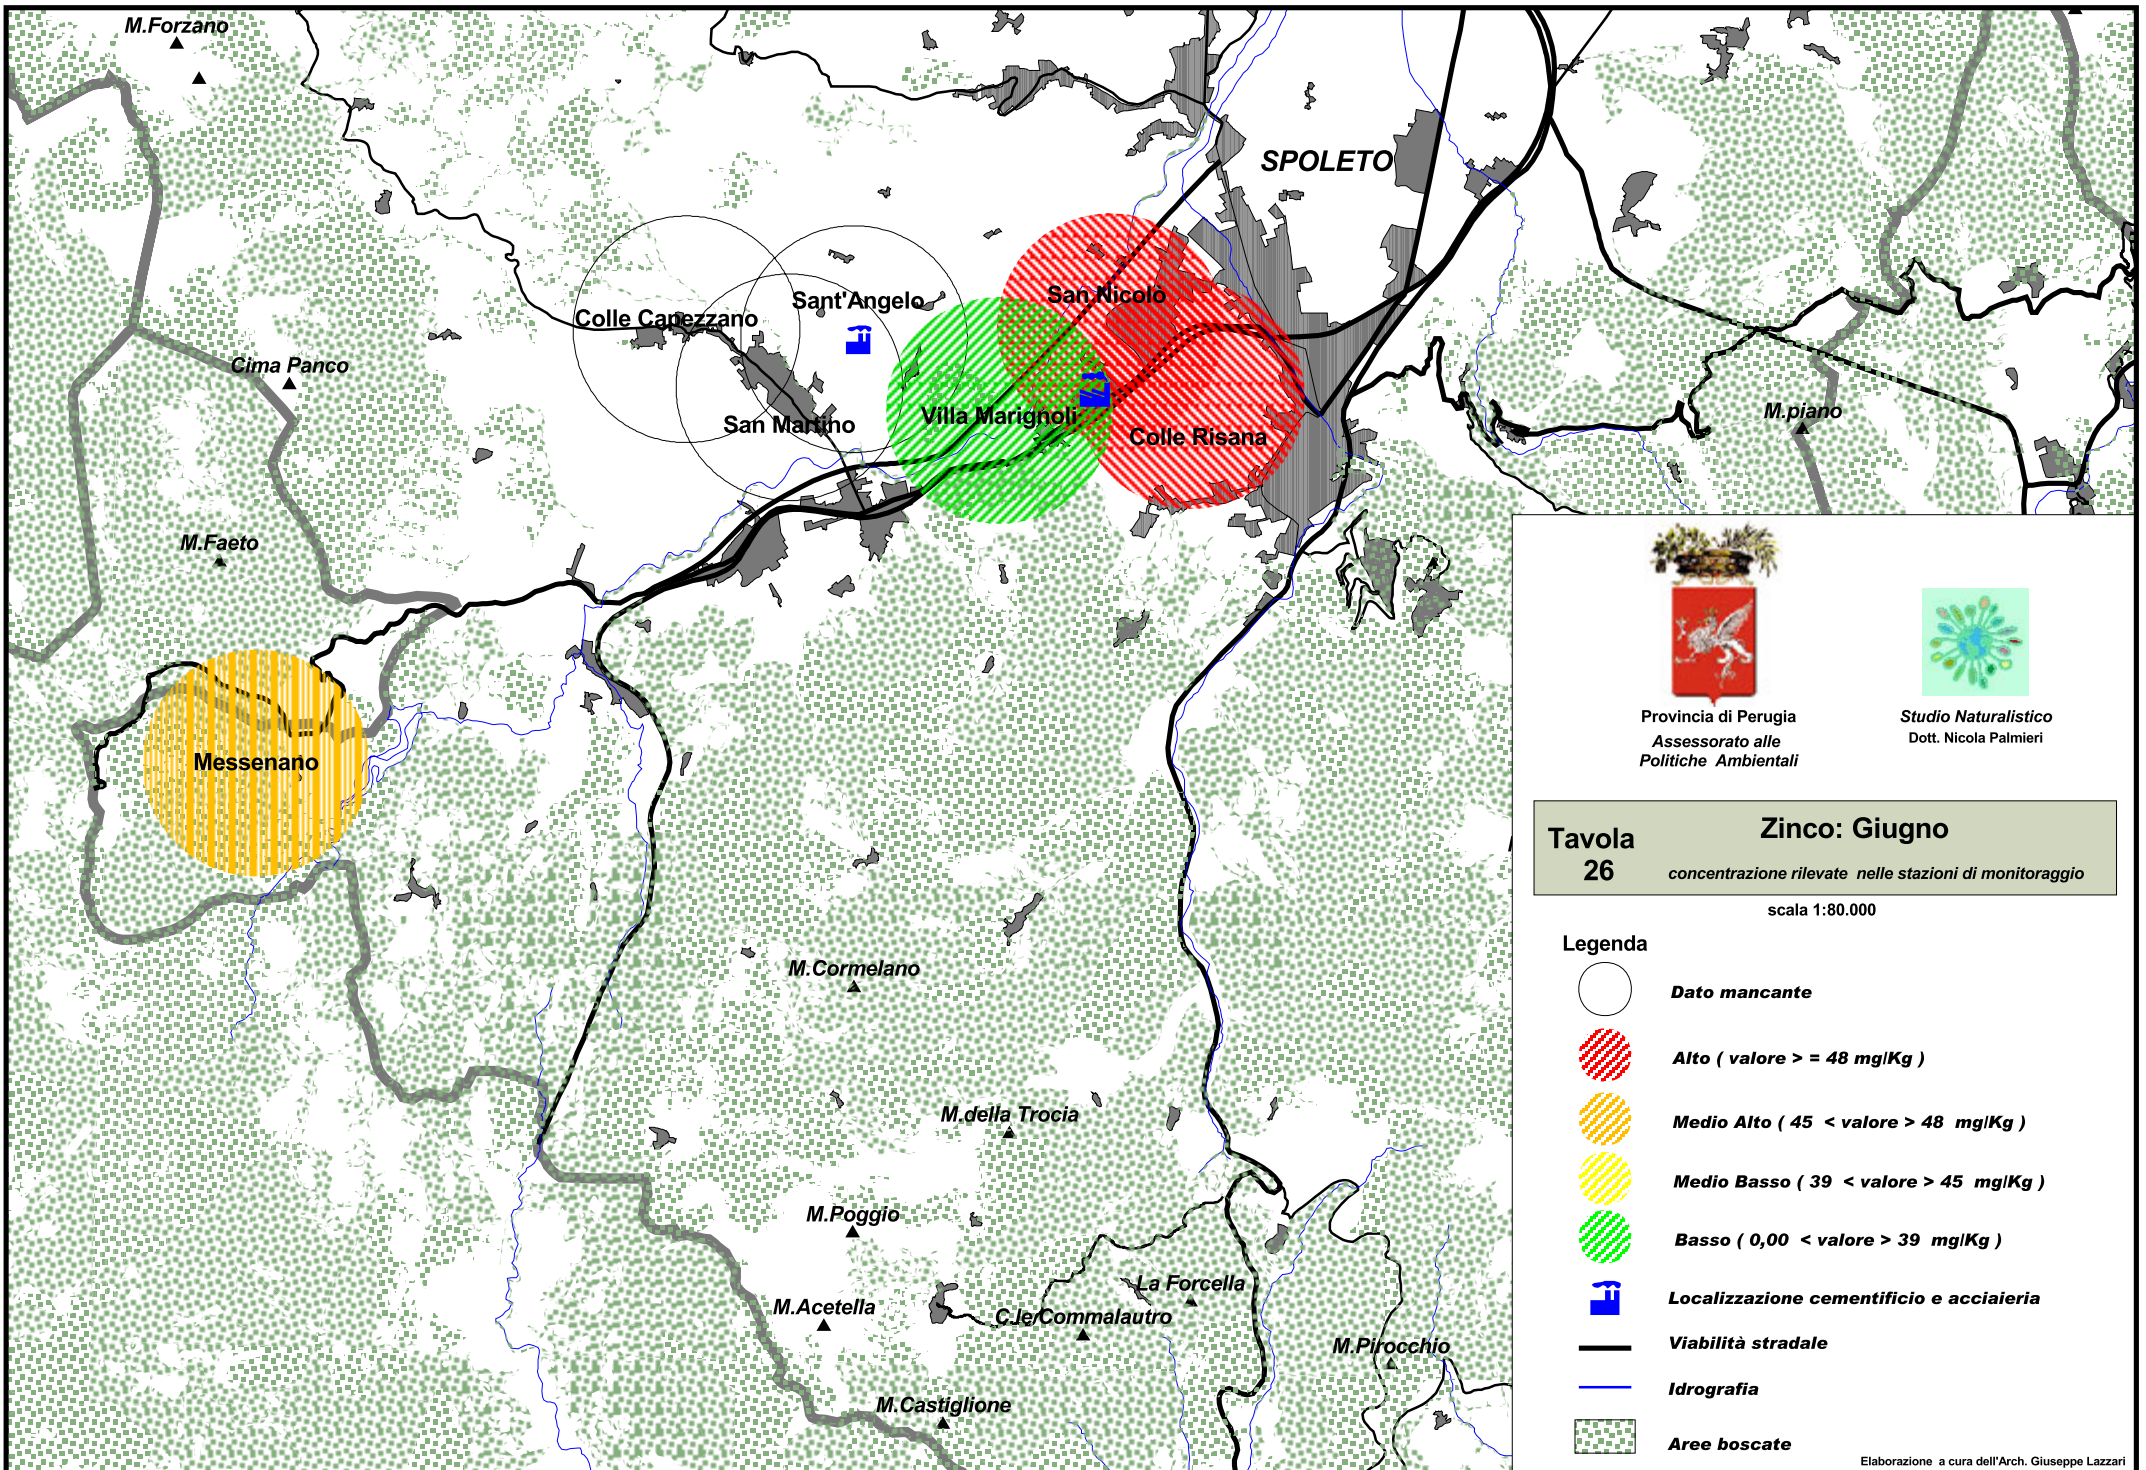 M.Forzano
SPOLETO
San Nicolò
Sant'Angelo
Colle Capezzano
Cima Panco
M.piano
Villa Marignoli
San Martino
Colle Risana
M.Faeto
Messenano
M.Cormelano
M.della Trocia
M.Poggio
La Forcella
M.Acetella
C.le Commalautro
M.Pirocchio
M.Castiglione
Provincia di Perugia
Assessorato alle
Politiche Ambientali
Studio Naturalistico
Dott. Nicola Palmieri
Tavola
26
Zinco: Giugno
concentrazione rilevate nelle stazioni di monitoraggio
scala 1:80.000
Legenda
Dato mancante
Alto ( valore > = 48 mg/Kg )
Medio Alto ( 45 < valore > 48 mg/Kg )
Medio Basso ( 39 < valore > 45 mg/Kg )
Basso ( 0,00 < valore > 39 mg/Kg )
Localizzazione cementificio e acciaieria
Viabilità stradale
Idrografia
Aree boscate
Elaborazione a cura dell'Arch. Giuseppe Lazzari